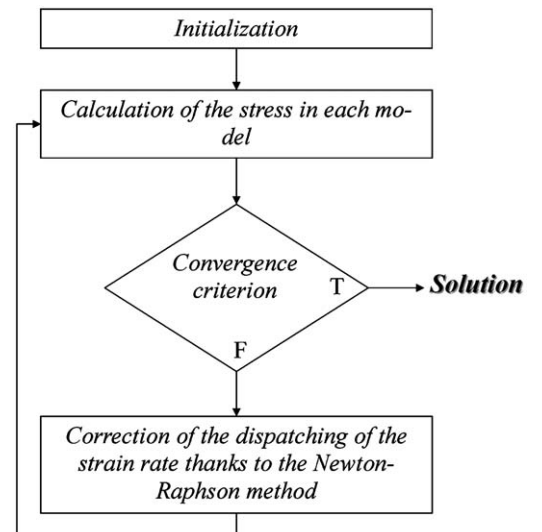 Initialization
Calculation of the stress in each mo-
del
Convergence
criterion
T
Solution
F
Correction of the dispatching of the
strain rate thanks to the Newton-
Raphson method